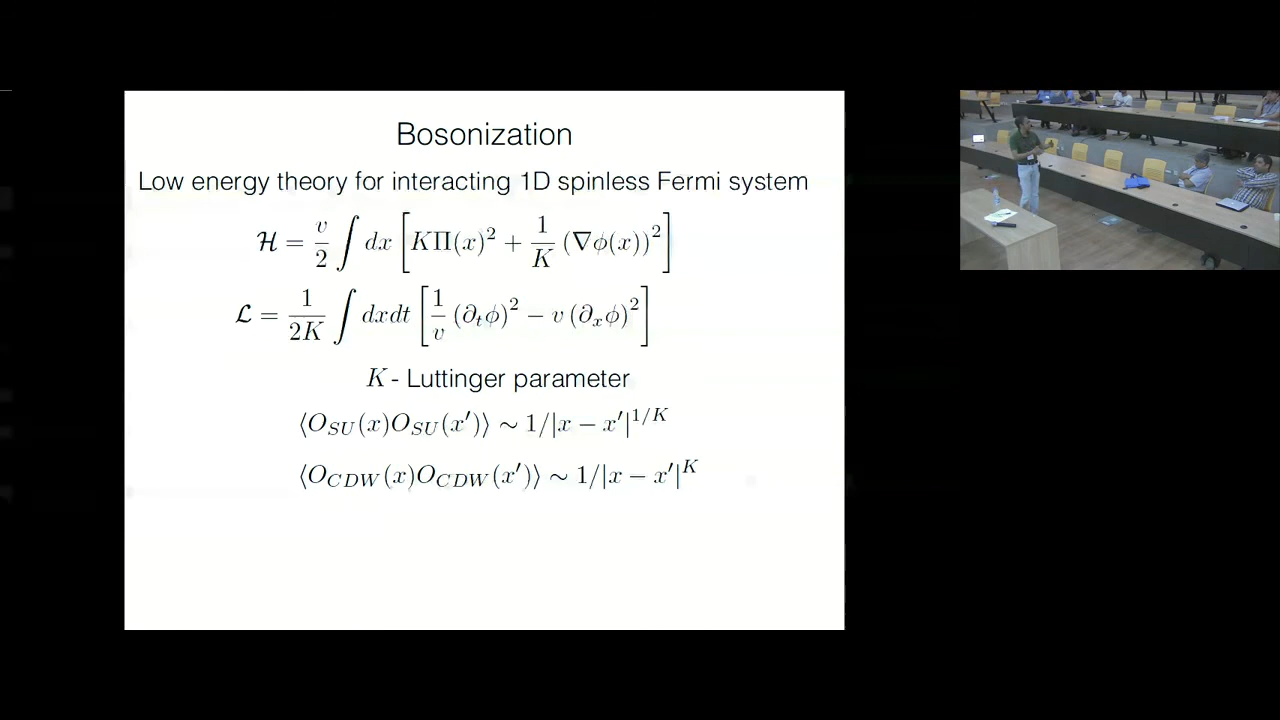 Bosonization
Low energy theory for interacting 1D spinless Fermi system
$\mathcal{H} = \frac{v}{2} \int dx \left[ K\Pi(x)^2 + \frac{1}{K} (\nabla\phi(x))^2 \right]$
$\mathcal{L} = \frac{1}{2K} \int dxdt \left[ \frac{1}{v} (\partial_t\phi)^2 - v (\partial_x\phi)^2 \right]$
$K$ - Luttinger parameter
$\langle O_{SU}(x)O_{SU}(x')\rangle \sim 1/|x - x'|^{1/K}$
$\langle O_{CDW}(x)O_{CDW}(x')\rangle \sim 1/|x - x'|^{K}$